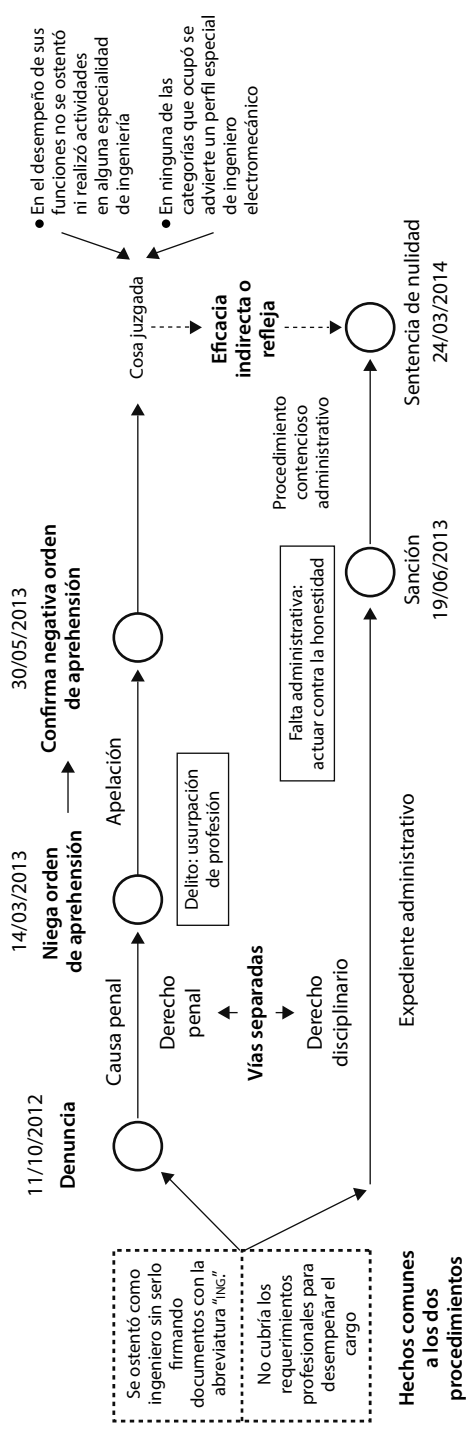 11/10/2012
Denuncia
14/03/2013
Niega orden
de aprehensión
30/05/2013
Confirma negativa orden
de aprehensión
Se ostentó como
ingeniero sin serlo
firmando
documentos con la
abreviatura “ING.”
No cubría los
requerimientos
profesionales para
desempeñar el
cargo
Hechos comunes
a los dos
procedimientos
Causa penal
Apelación
Cosa juzgada
● En el desempeño de sus
funciones no se ostentó
ni realizó actividades
en alguna especialidad
de ingeniería
● En ninguna de las
categorías que ocupó se
advierte un perfil especial
de ingeniero
electromecánico
Derecho
penal
Vías separadas
Derecho
disciplinario
Delito: usurpación
de profesión
Eficacia
indirecta o
refleja
Falta administrativa:
actuar contra la honestidad
Procedimiento
contencioso
administrativo
Expediente administrativo
Sanción
19/06/2013
Sentencia de nulidad
24/03/2014